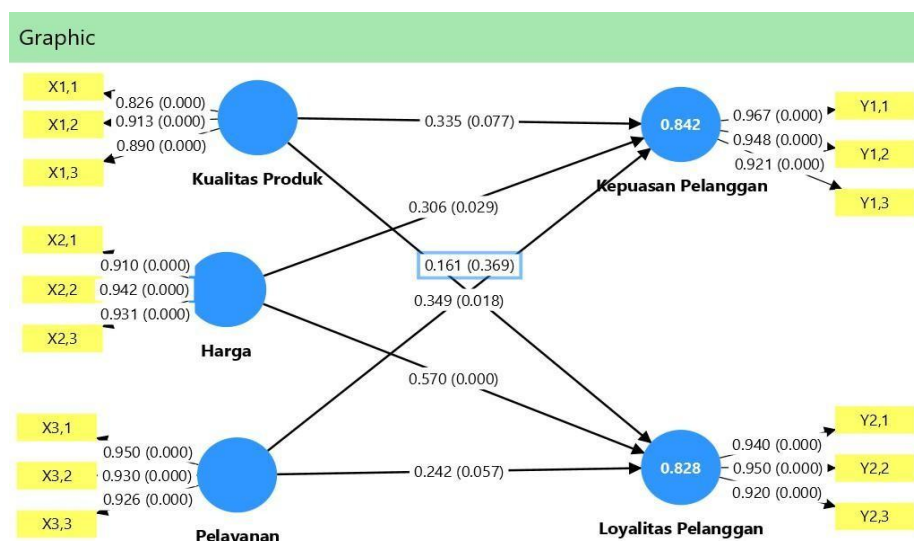 Graphic
X1,1
X1,2
X1,3
0.826 (0.000)
0.913 (0.000)
0.890 (0.000)
Kualitas Produk
0.335 (0.077)
0.842
Kepuasan Pelanggan
0.967 (0.000)
0.948 (0.000)
0.921 (0.000)
Y1,1
Y1,2
Y1,3
0.306 (0.029)
X2,1
X2,2
X2,3
0.910 (0.000)
0.942 (0.000)
0.931 (0.000)
Harga
0.161 (0.369)
0.349 (0.018)
0.570 (0.000)
X3,1
X3,2
X3,3
0.950 (0.000)
0.930 (0.000)
0.926 (0.000)
Pelayanan
0.242 (0.057)
0.828
Loyalitas Pelanggan
0.940 (0.000)
0.950 (0.000)
0.920 (0.000)
Y2,1
Y2,2
Y2,3